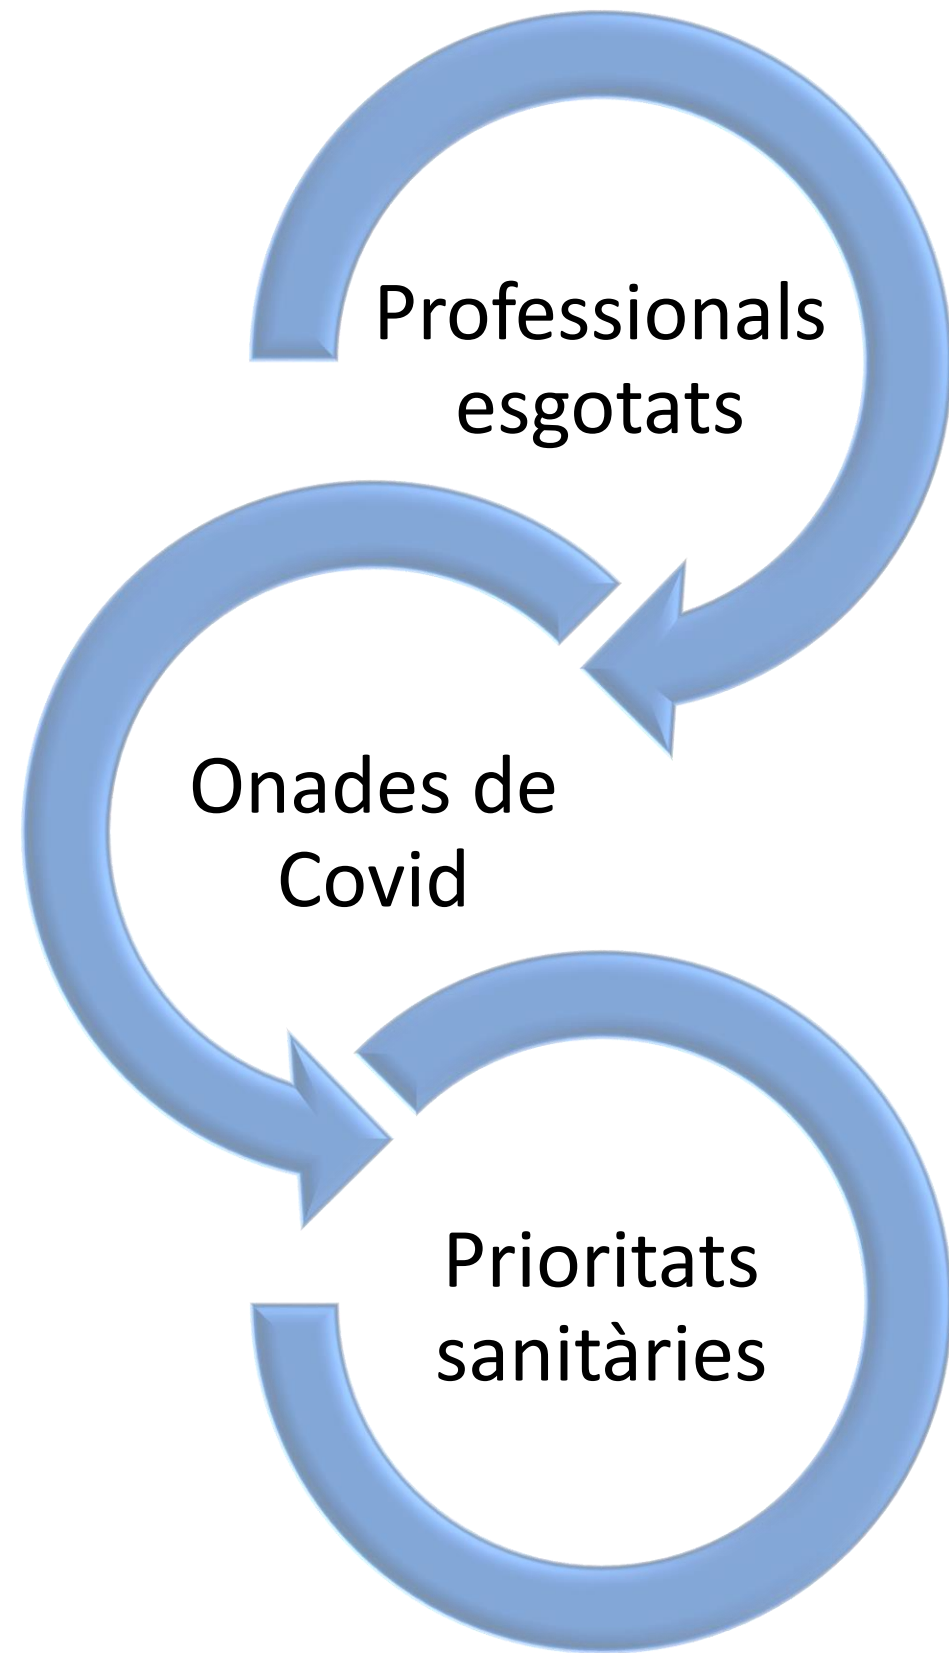 Professionals
esgotats
Onades de
Covid
Prioritats
sanitàries